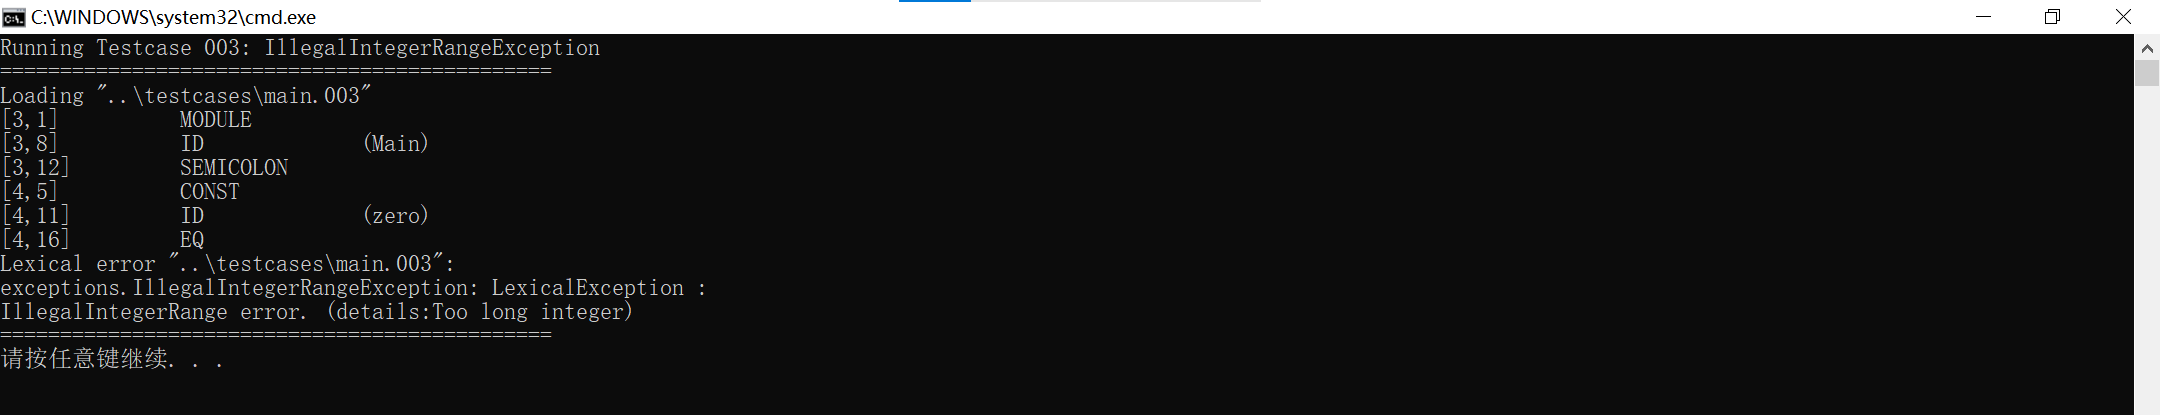 C:\WINDOWS\system32\cmd.exe
Running Testcase 003: IllegalIntegerRangeException
==============================================
Loading "..\testcases\main.003"
[3,1]          MODULE
[3,8]          ID             (Main)
[3,12]         SEMICOLON
[4,5]          CONST
[4,11]         ID             (zero)
[4,16]         EQ
Lexical error "..\testcases\main.003":
exceptions.IllegalIntegerRangeException: LexicalException :
IllegalIntegerRange error. (details:Too long integer)
==============================================
请按任意键继续. . .